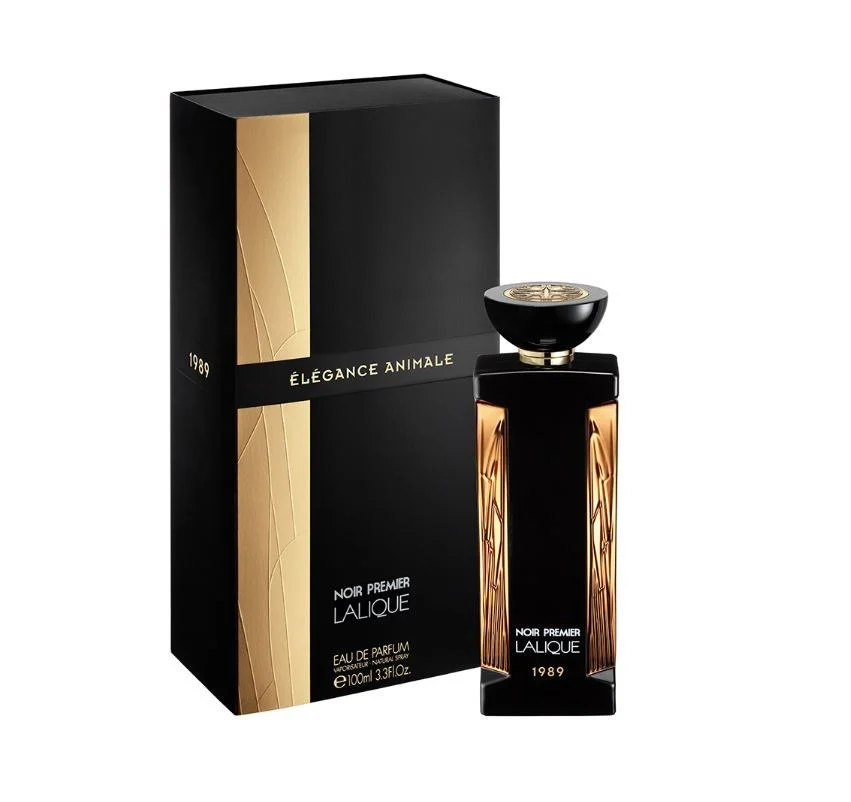 1989
ÉLÉGANCE ANIMALE
NOIR PREMIER
LALIQUE
EAU DE PARFUM
VAPORISATEUR · NATURAL SPRAY
e100ml 3.3Fl.Oz.
NOIR PREMIER
LALIQUE
1989